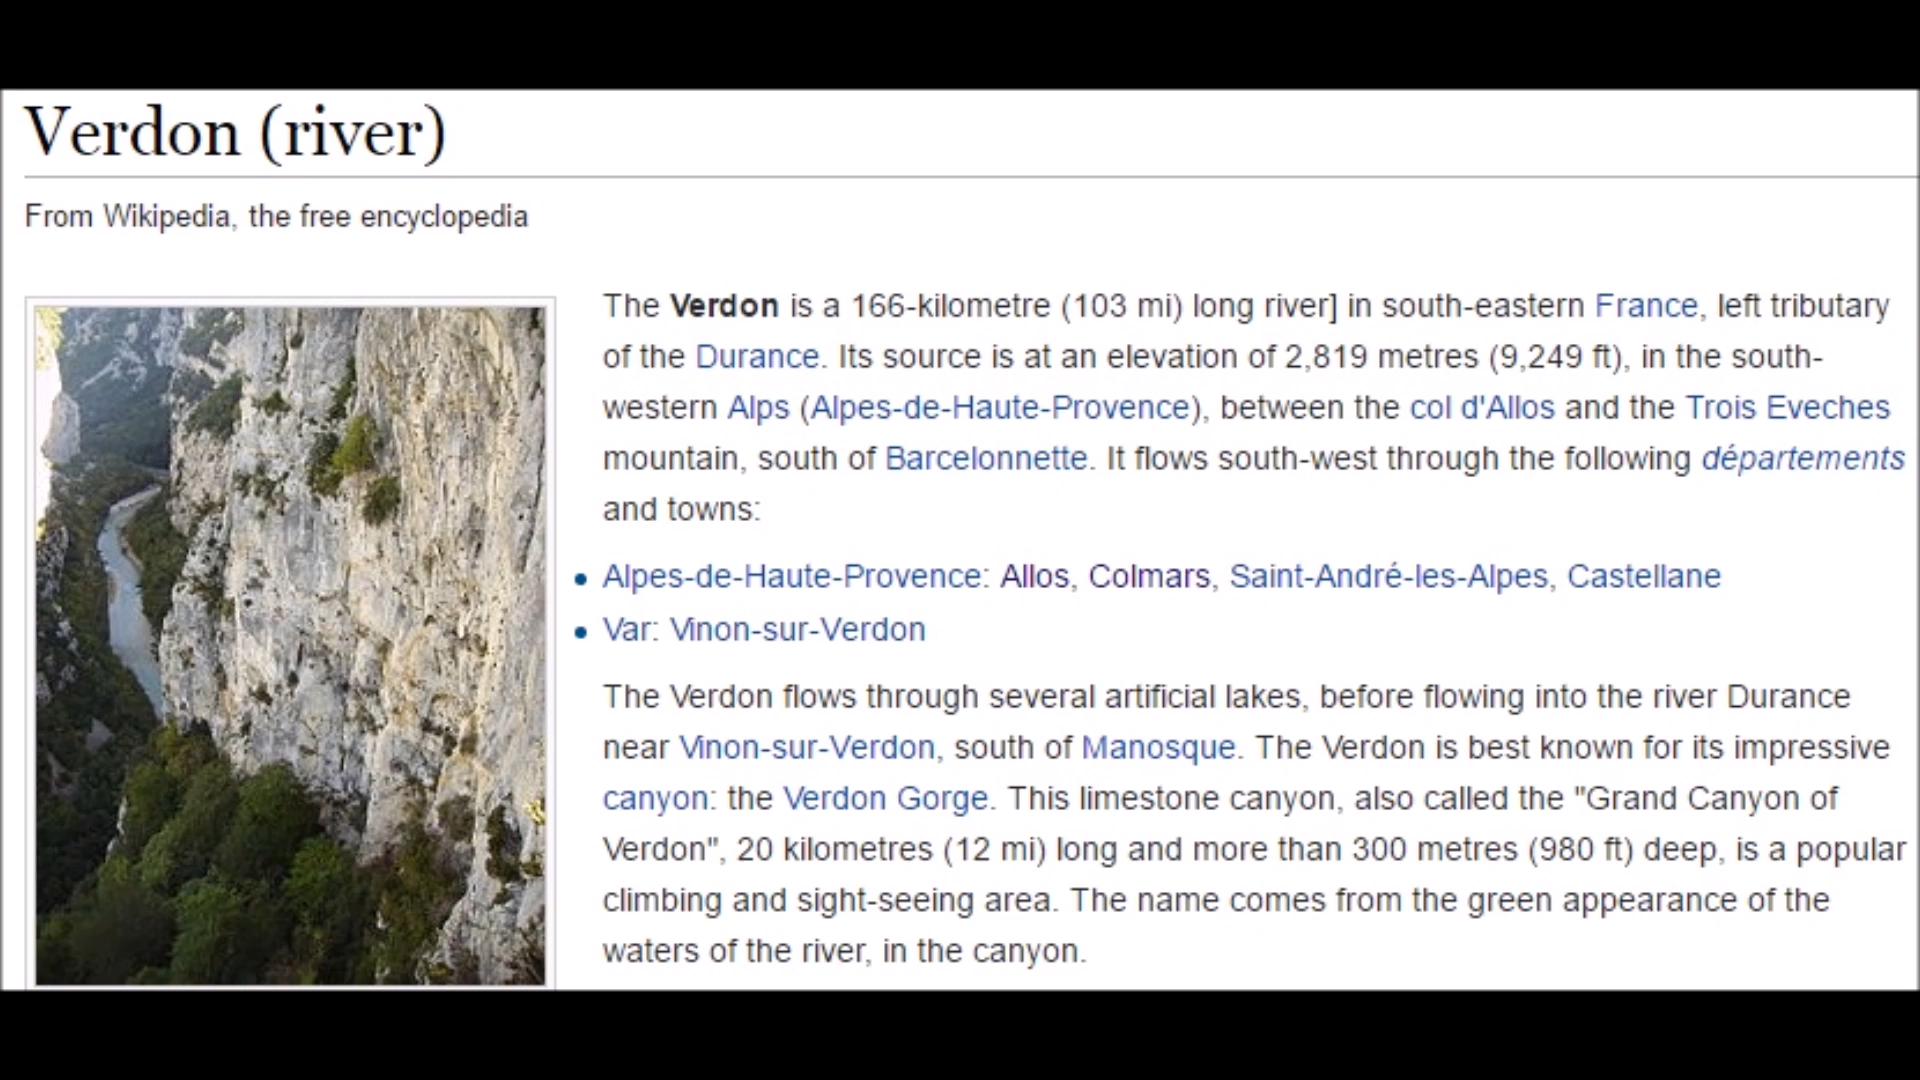 Verdon (river)
From Wikipedia, the free encyclopedia
The Verdon is a 166-kilometre (103 mi) long river] in south-eastern France, left tributary
of the Durance. Its source is at an elevation of 2,819 metres (9,249 ft), in the south-
western Alps (Alpes-de-Haute-Provence), between the col d'Allos and the Trois Eveches
mountain, south of Barcelonnette. It flows south-west through the following départements
and towns:
• Alpes-de-Haute-Provence: Allos, Colmars, Saint-André-les-Alpes, Castellane
• Var: Vinon-sur-Verdon
The Verdon flows through several artificial lakes, before flowing into the river Durance
near Vinon-sur-Verdon, south of Manosque. The Verdon is best known for its impressive
canyon: the Verdon Gorge. This limestone canyon, also called the "Grand Canyon of
Verdon", 20 kilometres (12 mi) long and more than 300 metres (980 ft) deep, is a popular
climbing and sight-seeing area. The name comes from the green appearance of the
waters of the river, in the canyon.